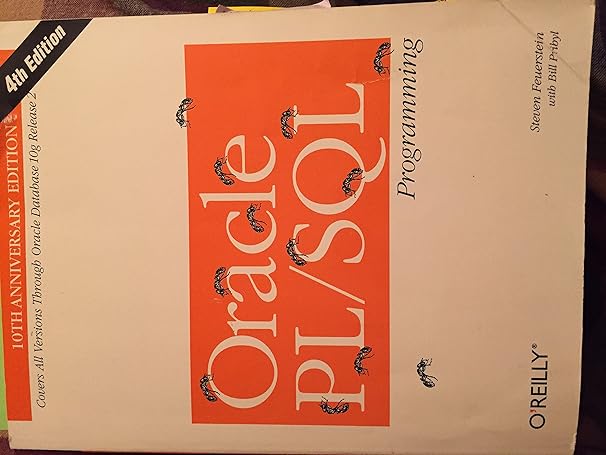 10TH ANNIVERSARY EDITION
4th Edition
Covers All Versions Through Oracle Database 10g Release 2
Oracle
PL/SQL
Programming
Steven Feuerstein
with Bill Pribyl
O'REILLY®